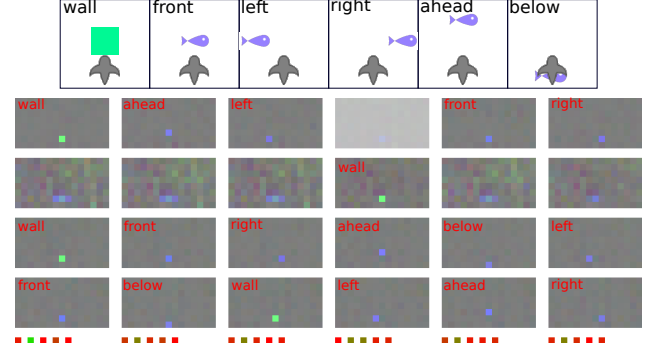 wall front left right ahead below
wall ahead left front right
wall
wall front right ahead below left
front below wall left ahead right